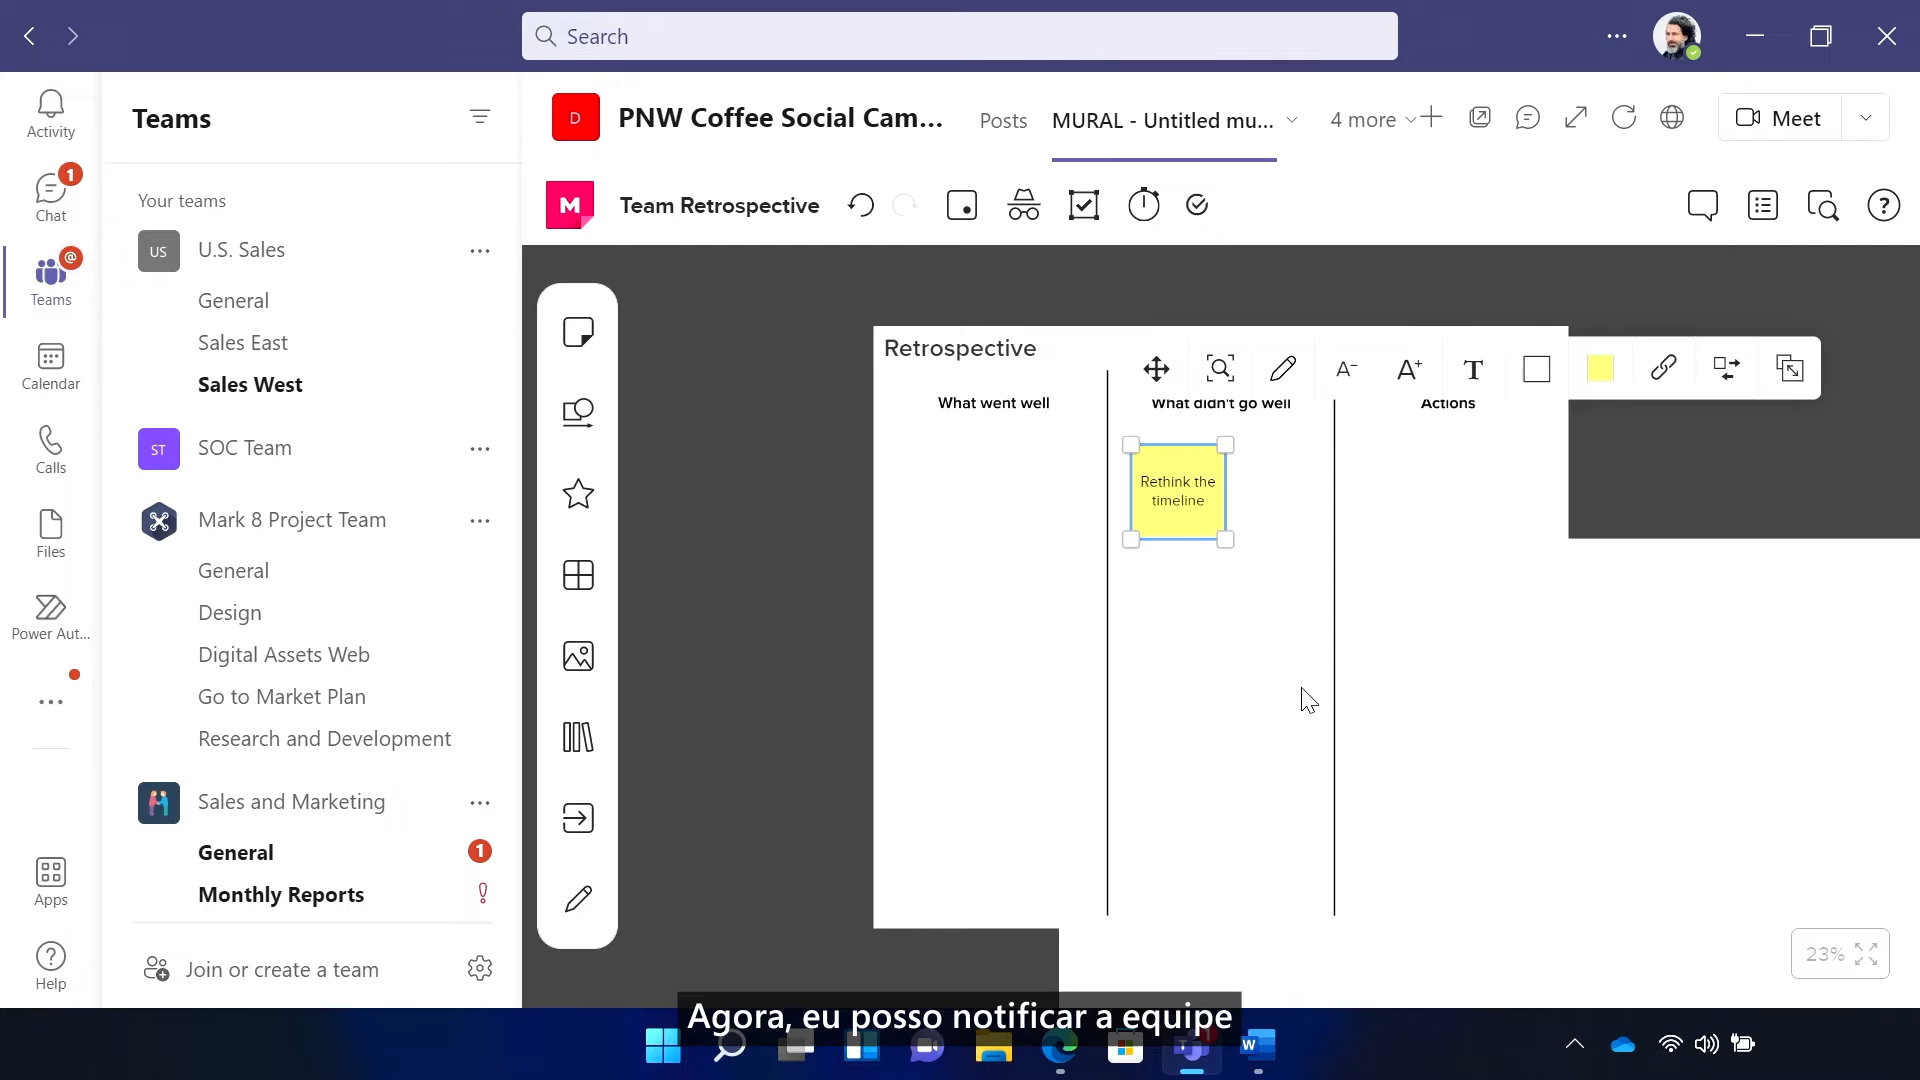 Search
Activity
Chat
1
Teams
@
Calendar
Calls
Files
Power Aut...
Apps
Help
Teams
Your teams
US
U.S. Sales
General
Sales East
Sales West
ST
SOC Team
Mark 8 Project Team
General
Design
Digital Assets Web
Go to Market Plan
Research and Development
Sales and Marketing
General
1
Monthly Reports
!
Join or create a team
D
PNW Coffee Social Cam...
Posts
MURAL - Untitled mu...
4 more
Meet
M
Team Retrospective
?
Retrospective
A-
A+
T
What went well
What didn't go well
Actions
Rethink the
timeline
23%
Agora, eu posso notificar a equipe